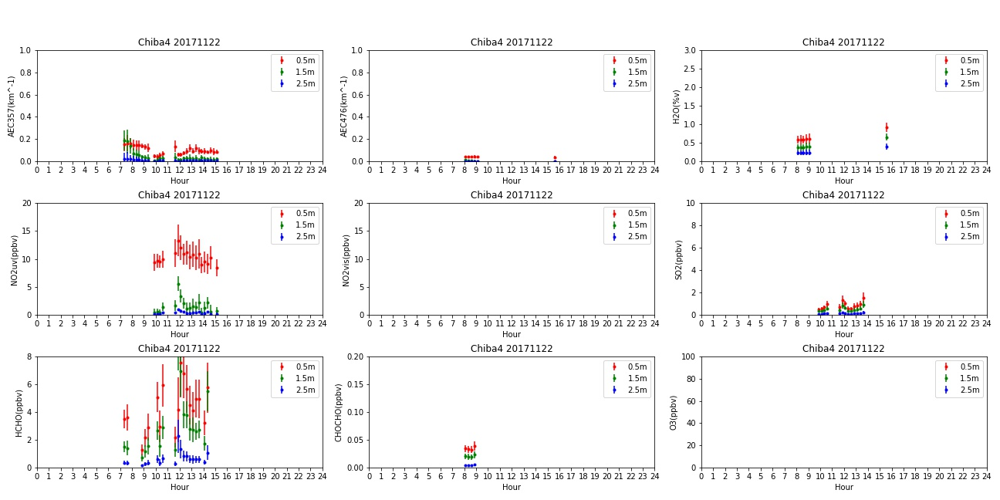 Chiba4 20171122
AEC357(km^-1)
1.0
0.8
0.6
0.4
0.2
0.0
0.5m
1.5m
2.5m
0 1 2 3 4 5 6 7 8 9 10 11 12 13 14 15 16 17 18 19 20 21 22 23 24
Hour
Chiba4 20171122
AEC476(km^-1)
1.0
0.8
0.6
0.4
0.2
0.0
0.5m
1.5m
2.5m
0 1 2 3 4 5 6 7 8 9 10 11 12 13 14 15 16 17 18 19 20 21 22 23 24
Hour
Chiba4 20171122
H2O(%v)
3.0
2.5
2.0
1.5
1.0
0.5
0.0
0.5m
1.5m
2.5m
0 1 2 3 4 5 6 7 8 9 10 11 12 13 14 15 16 17 18 19 20 21 22 23 24
Hour
Chiba4 20171122
NO2uv(ppbv)
20
15
10
5
0
0.5m
1.5m
2.5m
0 1 2 3 4 5 6 7 8 9 10 11 12 13 14 15 16 17 18 19 20 21 22 23 24
Hour
Chiba4 20171122
NO2vis(ppbv)
20
15
10
5
0
0.5m
1.5m
2.5m
0 1 2 3 4 5 6 7 8 9 10 11 12 13 14 15 16 17 18 19 20 21 22 23 24
Hour
Chiba4 20171122
SO2(ppbv)
10
8
6
4
2
0
0.5m
1.5m
2.5m
0 1 2 3 4 5 6 7 8 9 10 11 12 13 14 15 16 17 18 19 20 21 22 23 24
Hour
Chiba4 20171122
HCHO(ppbv)
8
6
4
2
0
0.5m
1.5m
2.5m
0 1 2 3 4 5 6 7 8 9 10 11 12 13 14 15 16 17 18 19 20 21 22 23 24
Hour
Chiba4 20171122
CHOCHO(ppbv)
0.20
0.15
0.10
0.05
0.00
0.5m
1.5m
2.5m
0 1 2 3 4 5 6 7 8 9 10 11 12 13 14 15 16 17 18 19 20 21 22 23 24
Hour
Chiba4 20171122
O3(ppbv)
100
80
60
40
20
0
0.5m
1.5m
2.5m
0 1 2 3 4 5 6 7 8 9 10 11 12 13 14 15 16 17 18 19 20 21 22 23 24
Hour